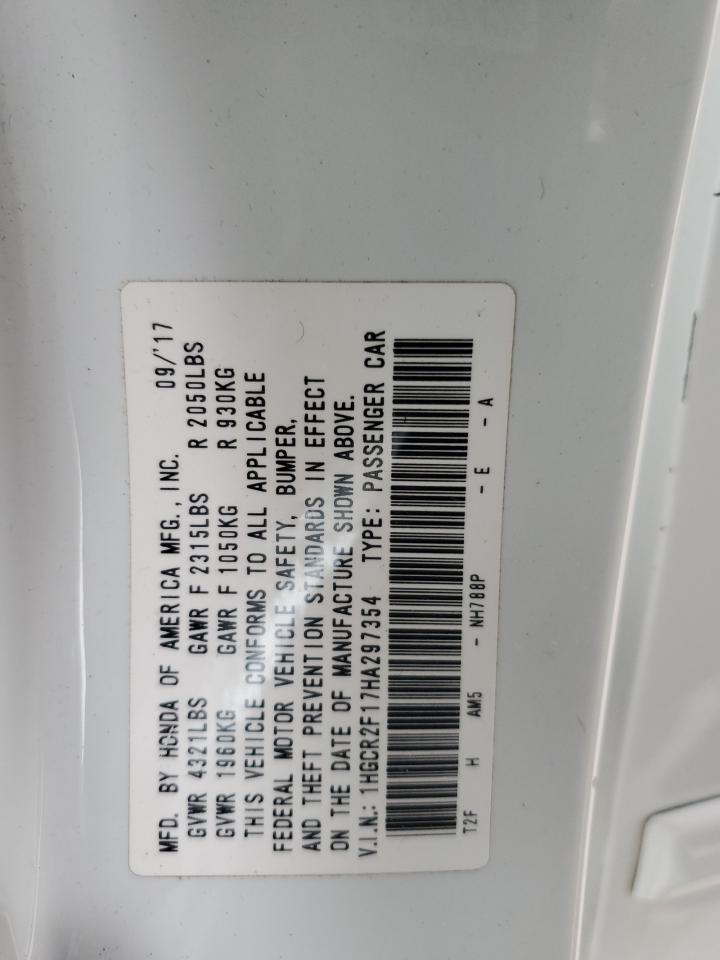 MFD. BY HONDA OF AMERICA MFG., INC. 09/'17
GVWR 4321LBS GAWR F 2315LBS R 2050LBS
GVWR 1960KG GAWR F 1050KG R 930KG
THIS VEHICLE CONFORMS TO ALL APPLICABLE
FEDERAL MOTOR VEHICLE SAFETY, BUMPER,
AND THEFT PREVENTION STANDARDS IN EFFECT
ON THE DATE OF MANUFACTURE SHOWN ABOVE.
V.I.N.: 1HGCR2F17HA297354 TYPE: PASSENGER CAR
T2F H AM5 - NH788P - E - A